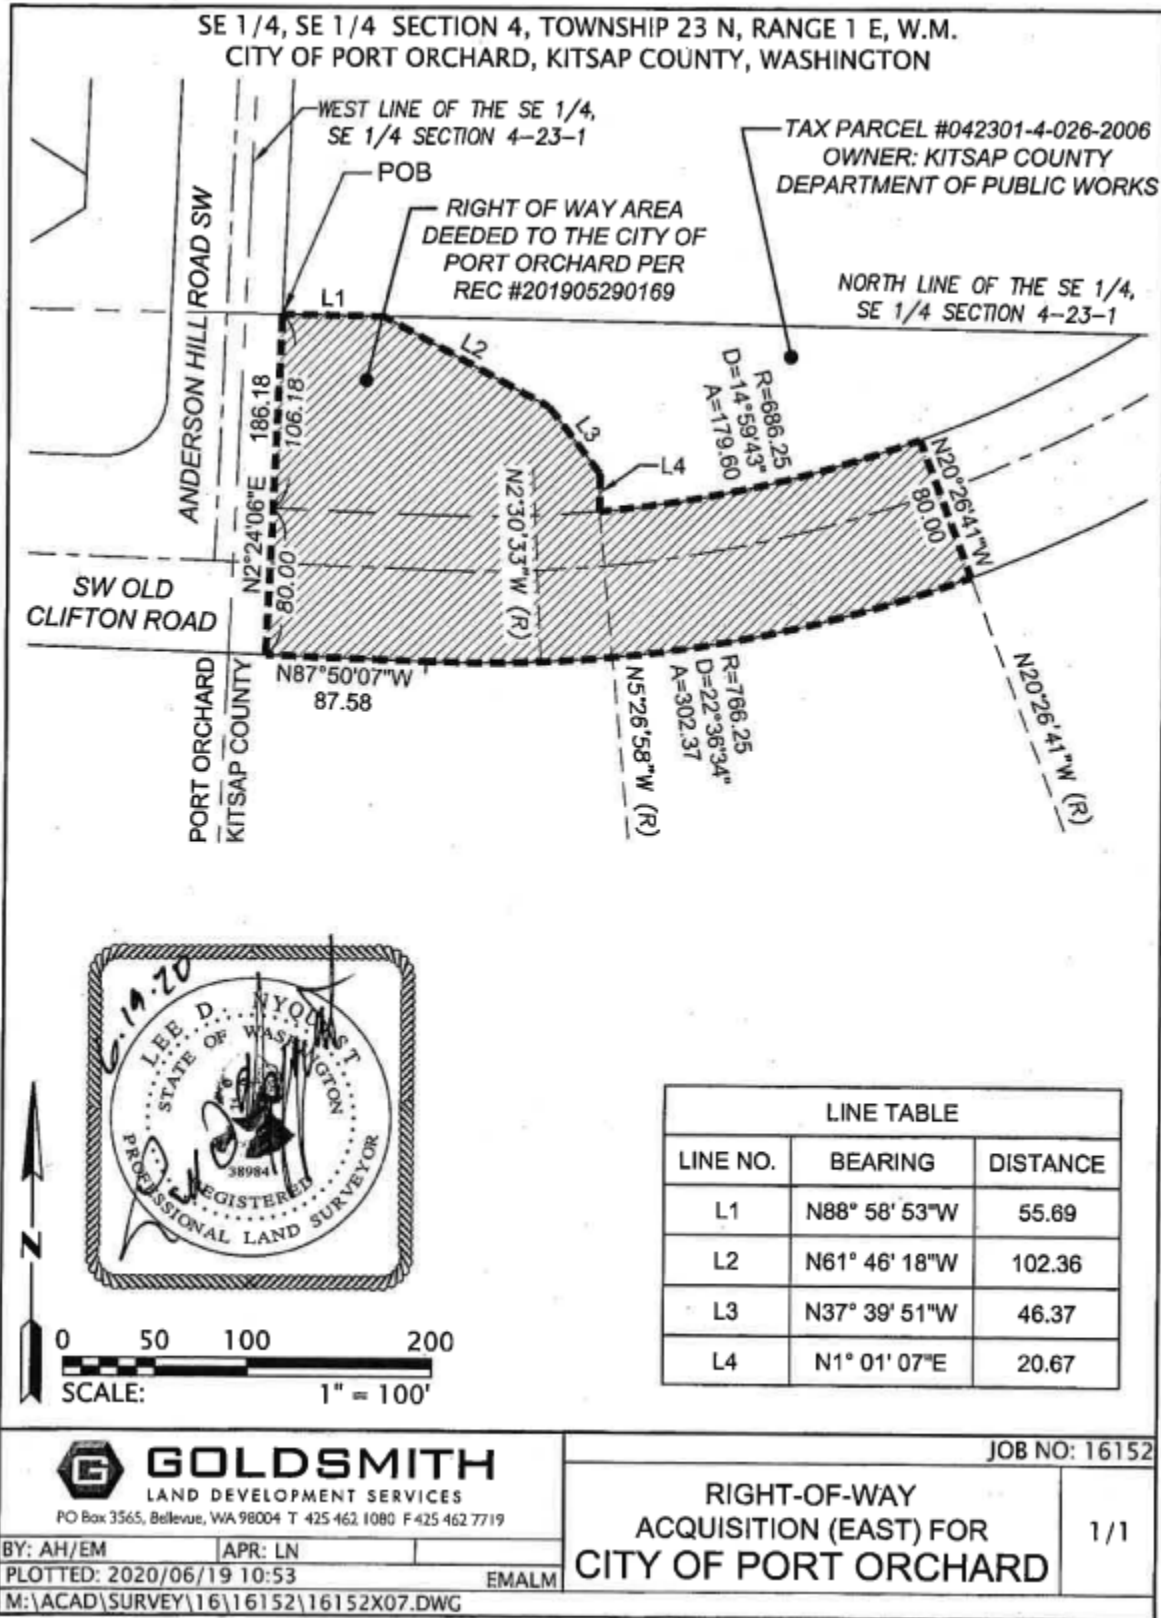 SE 1/4, SE 1/4 SECTION 4, TOWNSHIP 23 N, RANGE 1 E, W.M.
CITY OF PORT ORCHARD, KITSAP COUNTY, WASHINGTON
WEST LINE OF THE SE 1/4,
SE 1/4 SECTION 4-23-1
POB
TAX PARCEL #042301-4-026-2006
OWNER: KITSAP COUNTY
DEPARTMENT OF PUBLIC WORKS
RIGHT OF WAY AREA
DEEDED TO THE CITY OF
PORT ORCHARD PER
REC #201905290169
NORTH LINE OF THE SE 1/4,
SE 1/4 SECTION 4-23-1
ANDERSON HILL ROAD SW
L1
L2
L3
L4
N2°24'06"E
186.18
106.18
80.00
N2°30'33"W (R)
R=686.25
D=14°59'43"
A=179.60
N20°26'41"W
80.00
SW OLD
CLIFTON ROAD
N87°50'07"W
87.58
PORT ORCHARD
KITSAP COUNTY
N5°26'58"W (R)
R=766.25
D=22°36'34"
A=302.37
N20°26'41"W (R)
6.19.20
LEE D. NYQUIST
STATE OF WASHINGTON
38984
REGISTERED
PROFESSIONAL LAND SURVEYOR
N
0 50 100 200
SCALE: 1" = 100'
LINE TABLE
LINE NO. BEARING DISTANCE
L1 N88° 58' 53"W 55.69
L2 N61° 46' 18"W 102.36
L3 N37° 39' 51"W 46.37
L4 N1° 01' 07"E 20.67
G GOLDSMITH
LAND DEVELOPMENT SERVICES
PO Box 3565, Bellevue, WA 98004 T 425 462 1080 F 425 462 7719
BY: AH/EM APR: LN
PLOTTED: 2020/06/19 10:53 EMALM
M:\ACAD\SURVEY\16\16152\16152X07.DWG
JOB NO: 16152
RIGHT-OF-WAY
ACQUISITION (EAST) FOR
CITY OF PORT ORCHARD
1/1